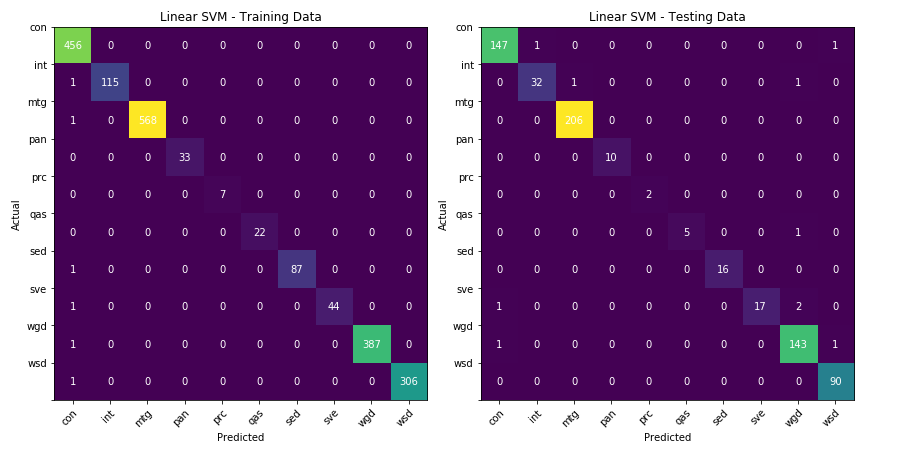 Linear SVM - Training Data
con
int
mtg
pan
prc
qas
sed
sve
wgd
wsd
Actual
456 0 0 0 0 0 0 0 0 0
1 115 0 0 0 0 0 0 0 0
1 0 568 0 0 0 0 0 0 0
0 0 0 33 0 0 0 0 0 0
0 0 0 0 7 0 0 0 0 0
0 0 0 0 0 22 0 0 0 0
1 0 0 0 0 0 87 0 0 0
1 0 0 0 0 0 0 44 0 0
1 0 0 0 0 0 0 0 387 0
1 0 0 0 0 0 0 0 0 306
con int mtg pan prc qas sed sve wgd wsd
Predicted
Linear SVM - Testing Data
con
int
mtg
pan
prc
qas
sed
sve
wgd
wsd
Actual
147 1 0 0 0 0 0 0 0 1
0 32 1 0 0 0 0 0 1 0
0 0 206 0 0 0 0 0 0 0
0 0 0 10 0 0 0 0 0 0
0 0 0 0 2 0 0 0 0 0
0 0 0 0 0 5 0 0 1 0
0 0 0 0 0 0 16 0 0 0
1 0 0 0 0 0 0 17 2 0
1 0 0 0 0 0 0 0 143 1
0 0 0 0 0 0 0 0 0 90
con int mtg pan prc qas sed sve wgd wsd
Predicted